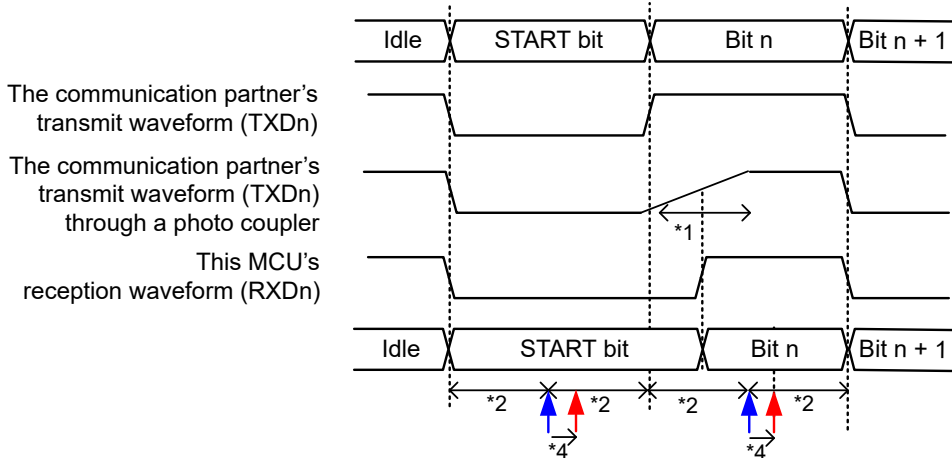 Idle START bit Bit n Bit n + 1
The communication partner’s
transmit waveform (TXDn)
The communication partner’s
transmit waveform (TXDn)
through a photo coupler
*1
This MCU’s
reception waveform (RXDn)
Idle START bit Bit n Bit n + 1
*2 *2 *2 *2
*4 *4